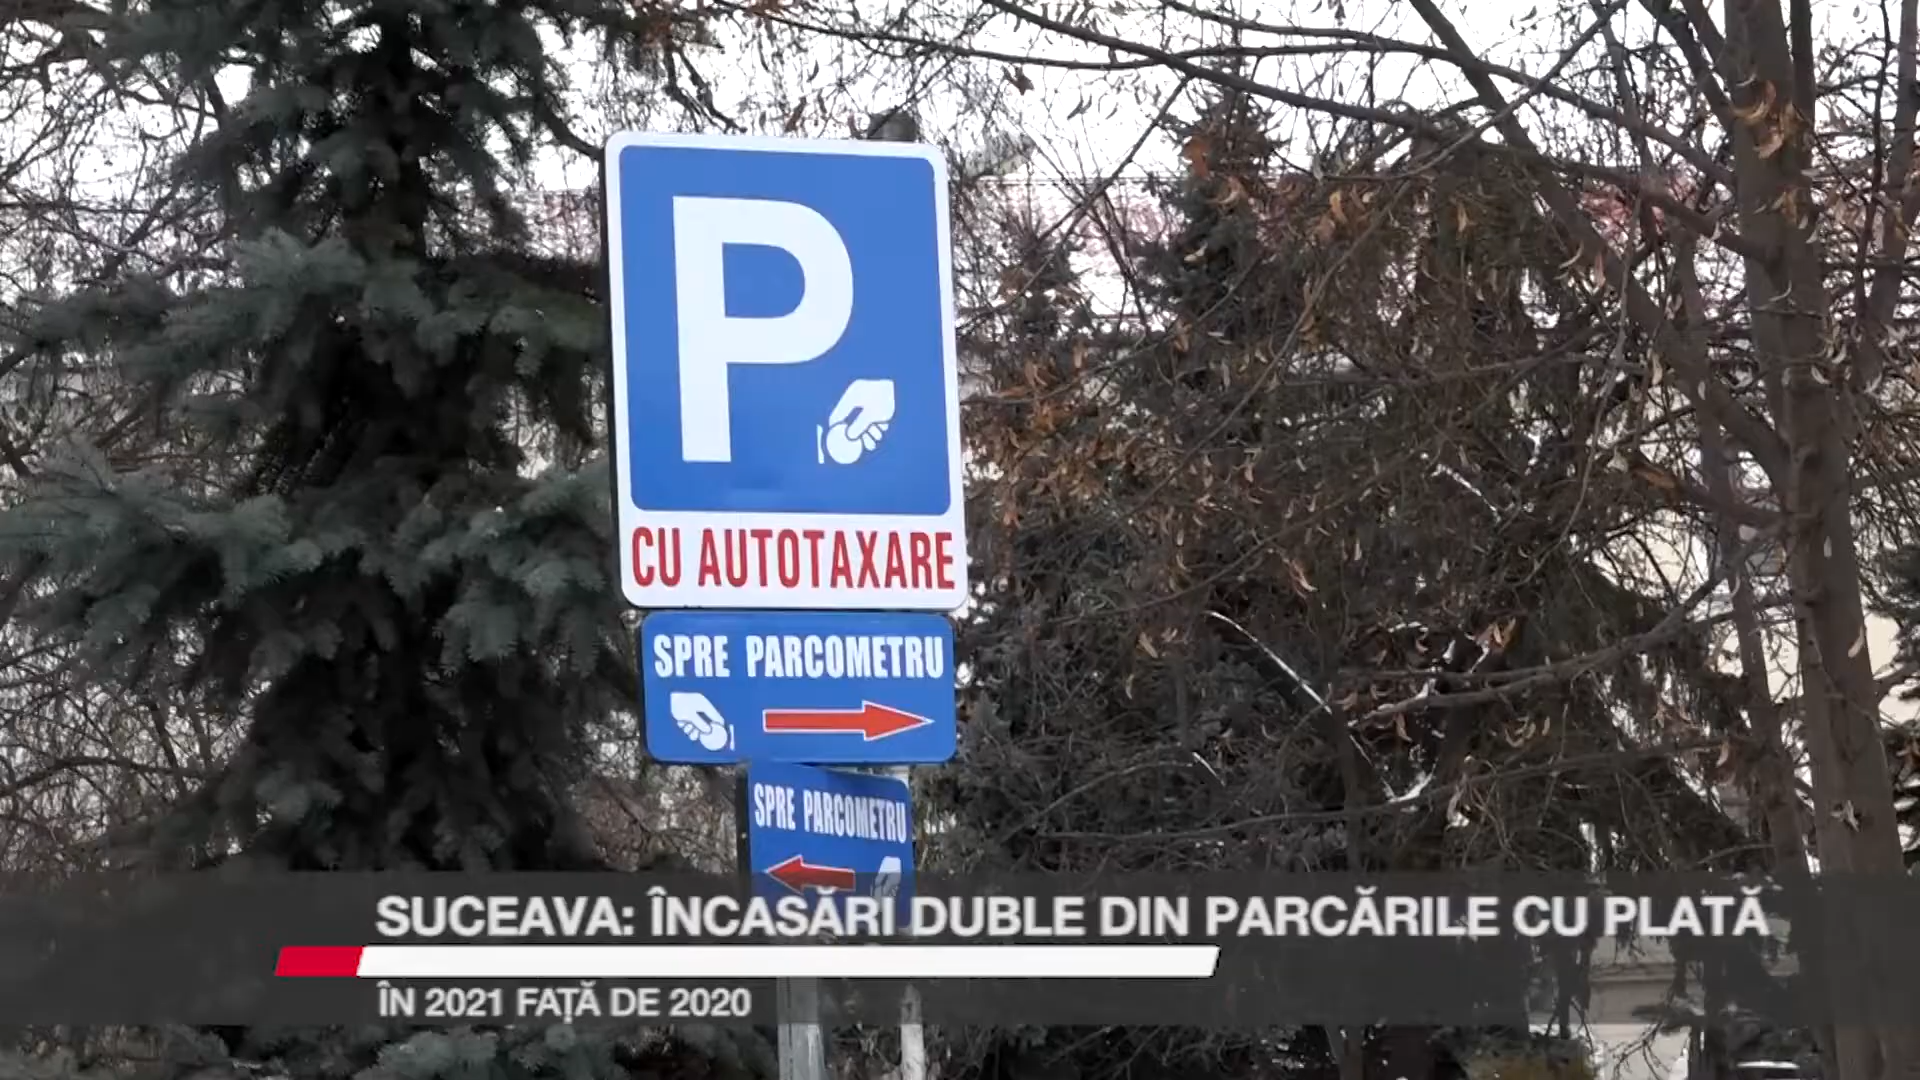 P
CU AUTOTAXARE
SPRE PARCOMETRU
SPRE PARCOMETRU
SUCEAVA: ÎNCASĂRI DUBLE DIN PARCĂRILE CU PLATĂ
ÎN 2021 FAȚĂ DE 2020